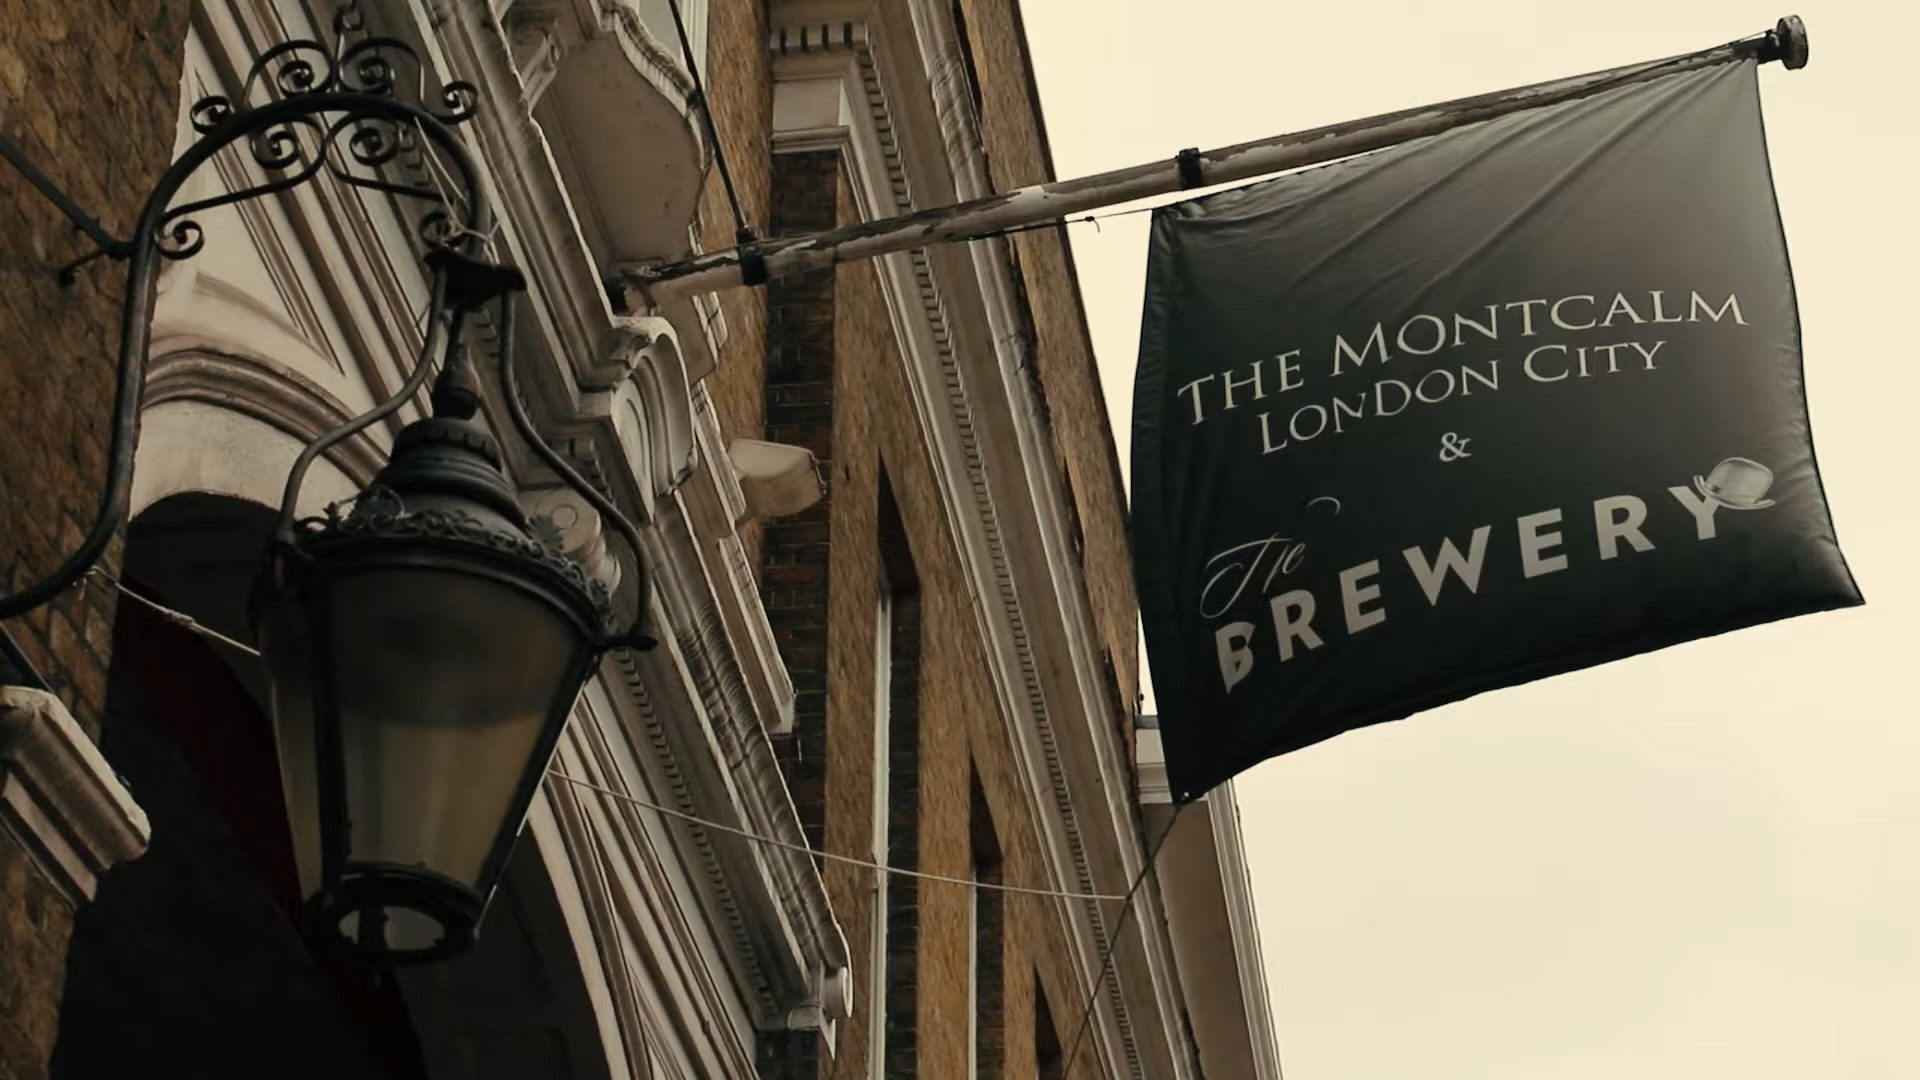 THE MONTCALM
LONDON CITY
&
The
BREWERY